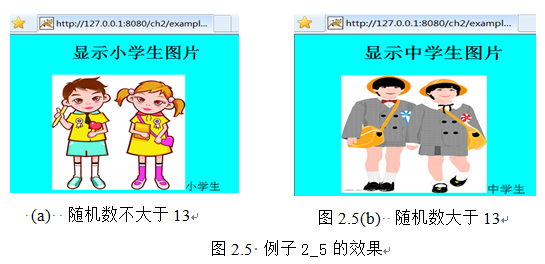 http://127.0.0.1:8080/ch2/exampl...
显示小学生图片
小学生
(a) 随机数不大于 13
http://127.0.0.1:8080/ch2/exampl...
显示中学生图片
中学生
图 2.5(b) 随机数大于 13
图 2.5 例子 2_5 的效果